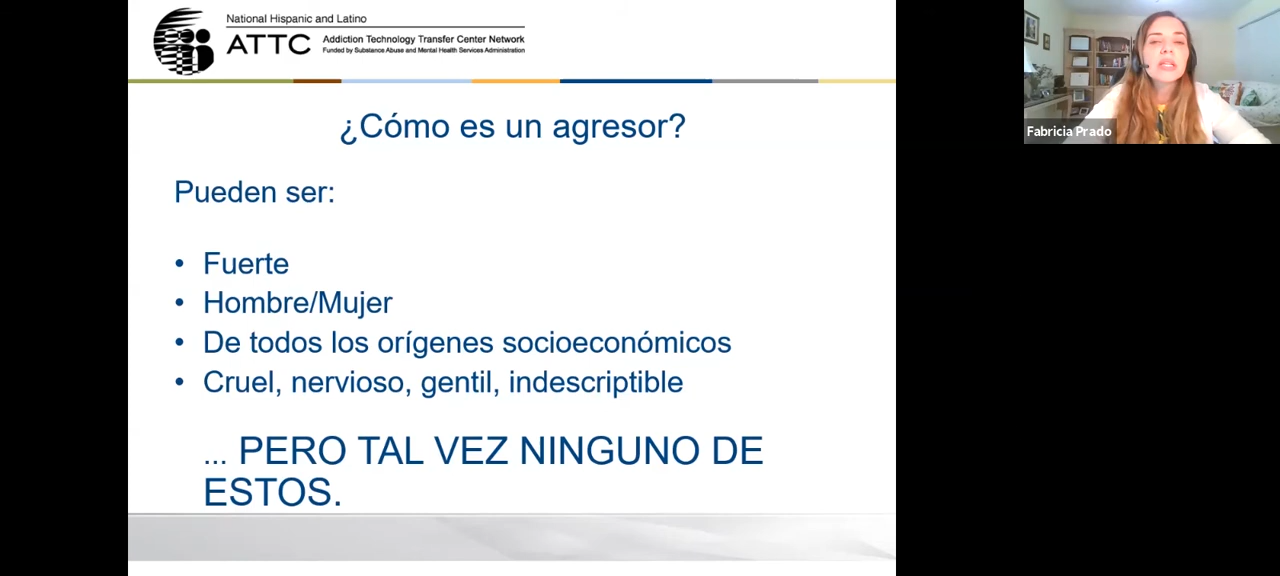 National Hispanic and Latino
ATTC
Addiction Technology Transfer Center Network
Funded by Substance Abuse and Mental Health Services Administration
¿Cómo es un agresor?
Pueden ser:
• Fuerte
• Hombre/Mujer
• De todos los orígenes socioeconómicos
• Cruel, nervioso, gentil, indescriptible
... PERO TAL VEZ NINGUNO DE
ESTOS.
Fabricia Prado